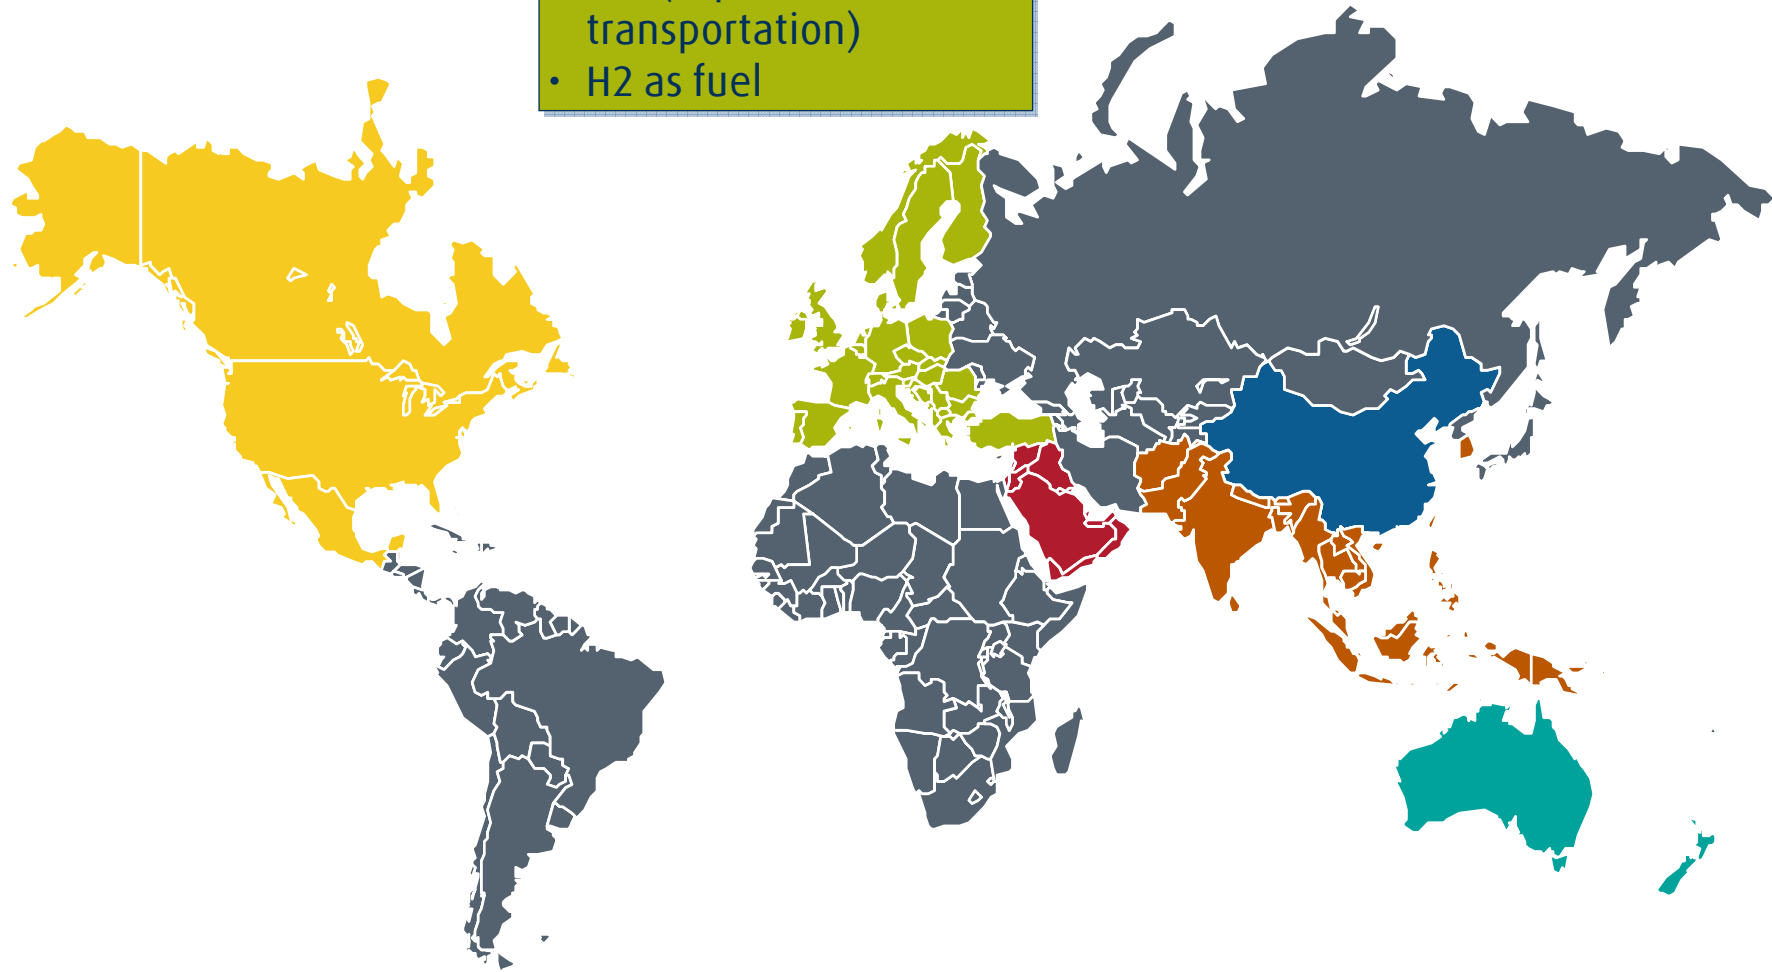 transportation)
• H2 as fuel